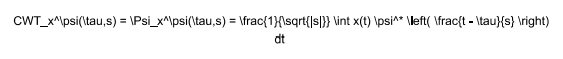 CWT_x^\psi(\tau,s) = \Psi_x^\psi(\tau,s) = \frac{1}{\sqrt{|s|}} \int x(t) \psi^* \left( \frac{t - \tau}{s} \right)
dt